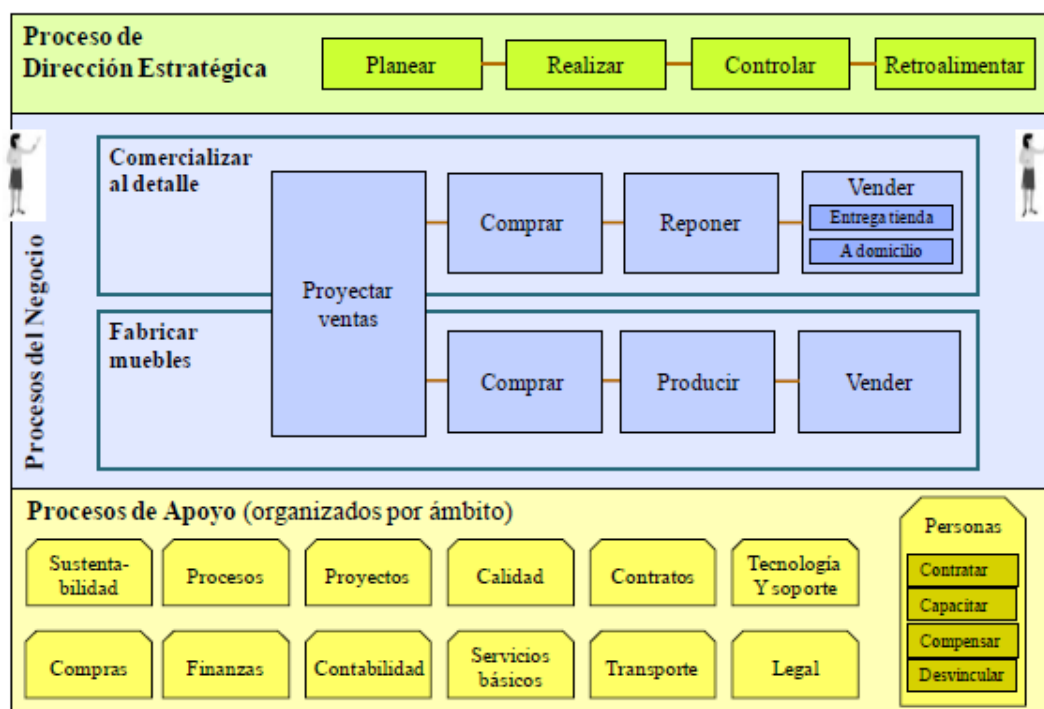 Proceso de
Dirección Estratégica
Planear
Realizar
Controlar
Retroalimentar
Procesos del Negocio
Comercializar
al detalle
Proyectar
ventas
Comprar
Reponer
Vender
Entrega tienda
A domicilio
Fabricar
muebles
Comprar
Producir
Vender
Procesos de Apoyo (organizados por ámbito)
Sustenta-
bilidad
Procesos
Proyectos
Calidad
Contratos
Tecnología
Y soporte
Compras
Finanzas
Contabilidad
Servicios
básicos
Transporte
Legal
Personas
Contratar
Capacitar
Compensar
Desvincular